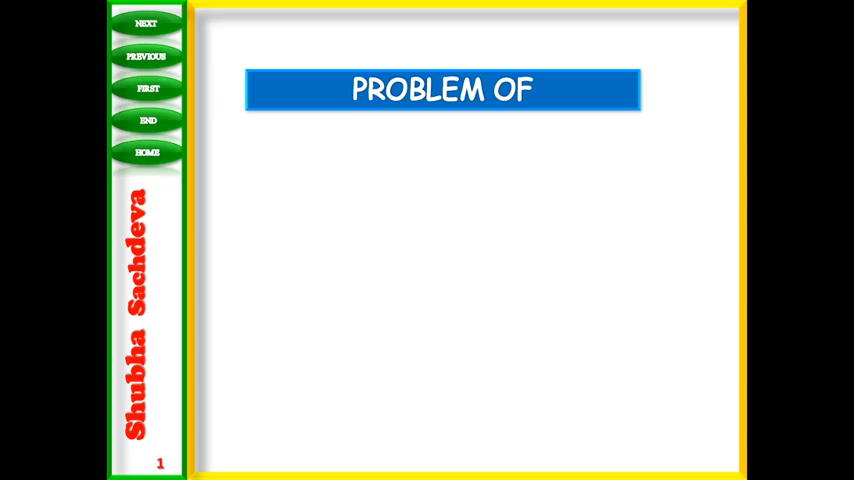 NEXT
PREVIOUS
FIRST
END
HOME
Shubha Sachdeva
1
PROBLEM OF